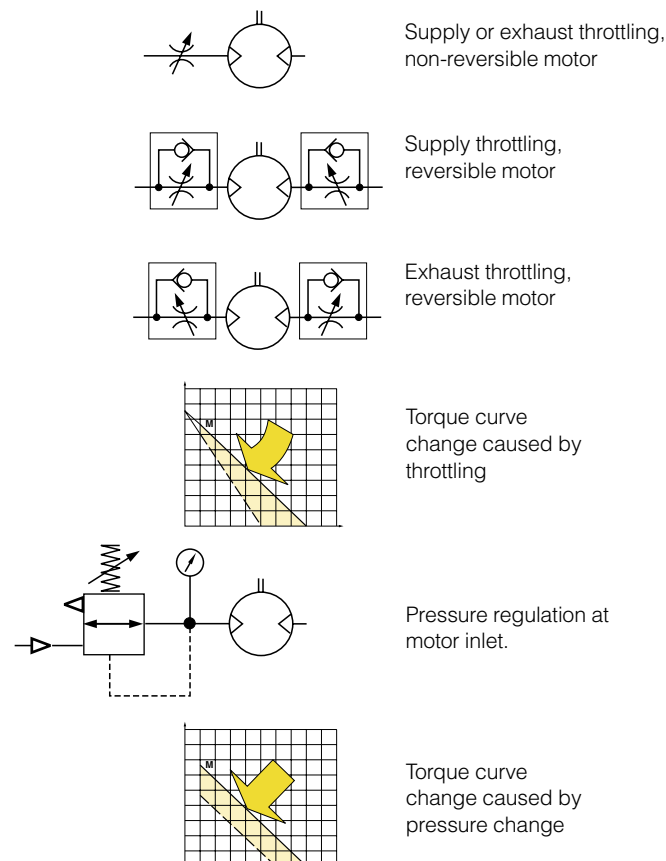 Supply or exhaust throttling,
non-reversible motor
Supply throttling,
reversible motor
Exhaust throttling,
reversible motor
M
Torque curve
change caused by
throttling
Pressure regulation at
motor inlet.
M
Torque curve
change caused by
pressure change